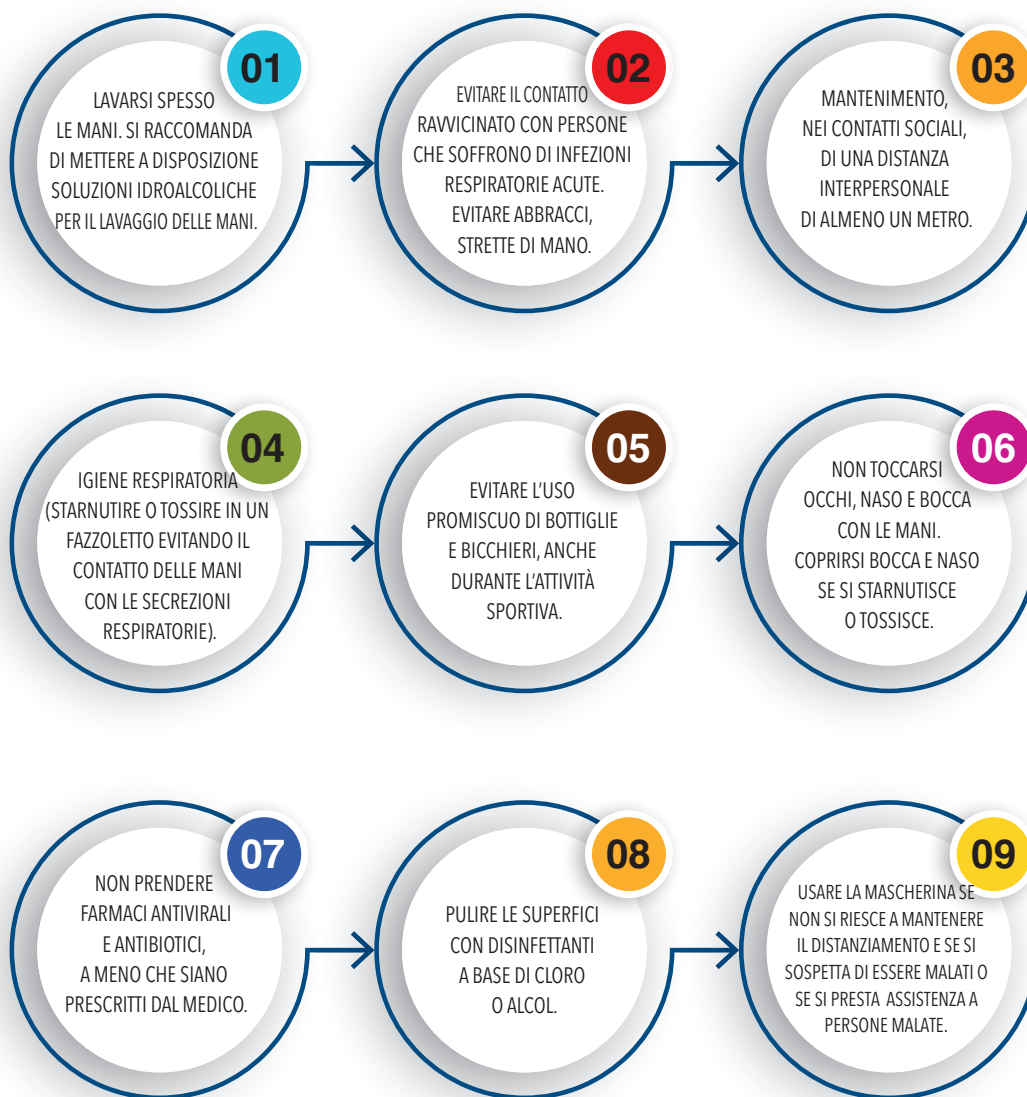 01
LAVARSI SPESSO
LE MANI. SI RACCOMANDA
DI METTERE A DISPOSIZIONE
SOLUZIONI IDROALCOLICHE
PER IL LAVAGGIO DELLE MANI.
02
EVITARE IL CONTATTO
RAVVICINATO CON PERSONE
CHE SOFFRONO DI INFEZIONI
RESPIRATORIE ACUTE.
EVITARE ABBRACCI,
STRETTE DI MANO.
03
MANTENIMENTO,
NEI CONTATTI SOCIALI,
DI UNA DISTANZA
INTERPERSONALE
DI ALMENO UN METRO.
04
IGIENE RESPIRATORIA
(STARNUTIRE O TOSSIRE IN UN
FAZZOLETTO EVITANDO IL
CONTATTO DELLE MANI
CON LE SECREZIONI
RESPIRATORIE).
05
EVITARE L'USO
PROMISCUO DI BOTTIGLIE
E BICCHIERI, ANCHE
DURANTE L'ATTIVITÀ
SPORTIVA.
06
NON TOCCARSI
OCCHI, NASO E BOCCA
CON LE MANI.
COPRIRSI BOCCA E NASO
SE SI STARNUTISCE
O TOSSISCE.
07
NON PRENDERE
FARMACI ANTIVIRALI
E ANTIBIOTICI,
A MENO CHE SIANO
PRESCRITTI DAL MEDICO.
08
PULIRE LE SUPERFICI
CON DISINFETTANTI
A BASE DI CLORO
O ALCOL.
09
USARE LA MASCHERINA SE
NON SI RIESCE A MANTENERE
IL DISTANZIAMENTO E SE SI
SOSPETTA DI ESSERE MALATI O
SE SI PRESTA ASSISTENZA A
PERSONE MALATE.